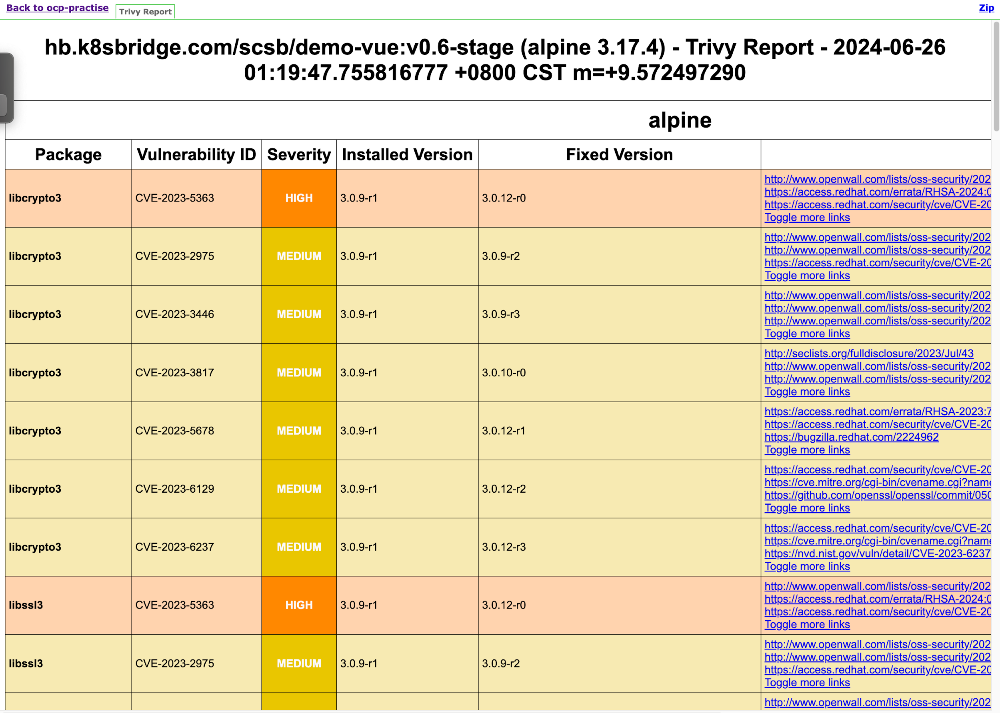 Back to ocp-practise Trivy Report Zip
hb.k8sbridge.com/scsb/demo-vue:v0.6-stage (alpine 3.17.4) - Trivy Report - 2024-06-26
01:19:47.755816777 +0800 CST m=+9.572497290
alpine
Package Vulnerability ID Severity Installed Version Fixed Version
libcrypto3 CVE-2023-5363 HIGH 3.0.9-r1 3.0.12-r0
http://www.openwall.com/lists/oss-security/202
https://access.redhat.com/errata/RHSA-2024:0
https://access.redhat.com/security/cve/CVE-20
Toggle more links
libcrypto3 CVE-2023-2975 MEDIUM 3.0.9-r1 3.0.9-r2
http://www.openwall.com/lists/oss-security/202
http://www.openwall.com/lists/oss-security/202
https://access.redhat.com/security/cve/CVE-20
Toggle more links
libcrypto3 CVE-2023-3446 MEDIUM 3.0.9-r1 3.0.9-r3
http://www.openwall.com/lists/oss-security/202
http://www.openwall.com/lists/oss-security/202
http://www.openwall.com/lists/oss-security/202
Toggle more links
libcrypto3 CVE-2023-3817 MEDIUM 3.0.9-r1 3.0.10-r0
http://seclists.org/fulldisclosure/2023/Jul/43
http://www.openwall.com/lists/oss-security/202
http://www.openwall.com/lists/oss-security/202
Toggle more links
libcrypto3 CVE-2023-5678 MEDIUM 3.0.9-r1 3.0.12-r1
https://access.redhat.com/errata/RHSA-2023:7
https://access.redhat.com/security/cve/CVE-20
https://bugzilla.redhat.com/2224962
Toggle more links
libcrypto3 CVE-2023-6129 MEDIUM 3.0.9-r1 3.0.12-r2
https://access.redhat.com/security/cve/CVE-20
https://cve.mitre.org/cgi-bin/cvename.cgi?name
https://github.com/openssl/openssl/commit/050
Toggle more links
libcrypto3 CVE-2023-6237 MEDIUM 3.0.9-r1 3.0.12-r3
https://access.redhat.com/security/cve/CVE-20
https://cve.mitre.org/cgi-bin/cvename.cgi?name
https://nvd.nist.gov/vuln/detail/CVE-2023-6237
Toggle more links
libssl3 CVE-2023-5363 HIGH 3.0.9-r1 3.0.12-r0
http://www.openwall.com/lists/oss-security/202
https://access.redhat.com/errata/RHSA-2024:0
https://access.redhat.com/security/cve/CVE-20
Toggle more links
libssl3 CVE-2023-2975 MEDIUM 3.0.9-r1 3.0.9-r2
http://www.openwall.com/lists/oss-security/202
http://www.openwall.com/lists/oss-security/202
https://access.redhat.com/security/cve/CVE-20
Toggle more links
http://www.openwall.com/lists/oss-security/202